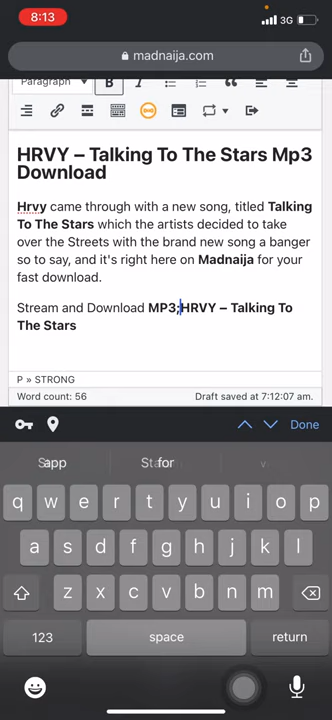 8:13
3G
madnaija.com
Paragraph
B I
HRVY – Talking To The Stars Mp3
Download
Hrvy came through with a new song, titled Talking
To The Stars which the artists decided to take
over the Streets with the brand new song a banger
so to say, and it's right here on Madnaija for your
fast download.
Stream and Download MP3;HRVY – Talking To
The Stars
P » STRONG
Word count: 56
Draft saved at 7:12:07 am.
Done
q w e r t y u i o p
a s d f g h j k l
z x c v b n m
123
space
return